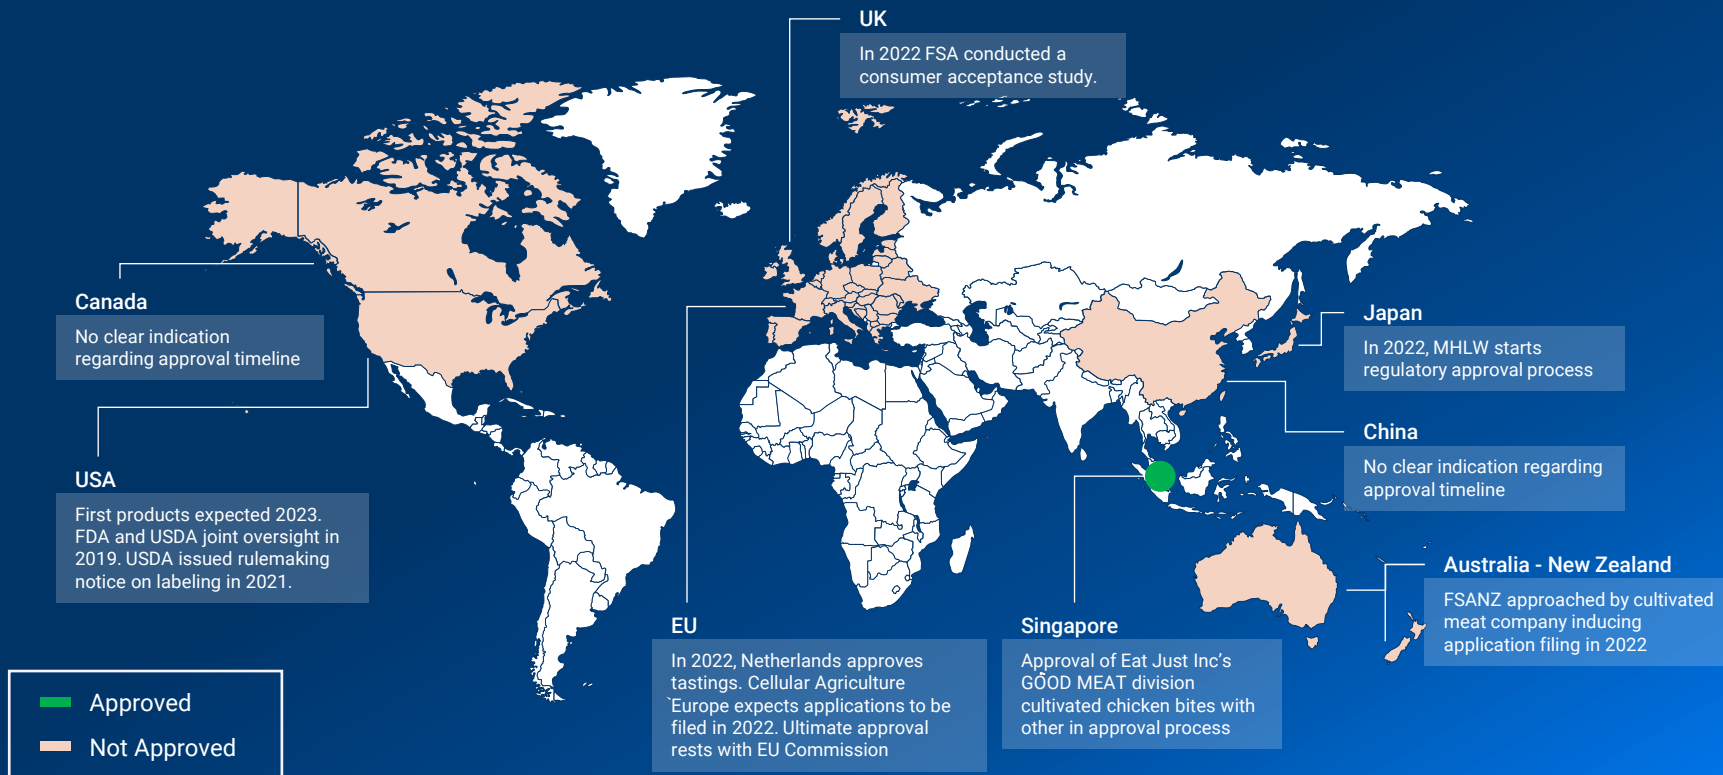 UK
In 2022 FSA conducted a
consumer acceptance study.
Canada
No clear indication
regarding approval timeline
Japan
In 2022, MHLW starts
regulatory approval process
China
No clear indication regarding
approval timeline
USA
First products expected 2023.
FDA and USDA joint oversight in
2019. USDA issued rulemaking
notice on labeling in 2021.
Australia - New Zealand
FSANZ approached by cultivated
meat company inducing
application filing in 2022
EU
In 2022, Netherlands approves
tastings. Cellular Agriculture
`Europe expects applications to be
filed in 2022. Ultimate approval
rests with EU Commission
Singapore
Approval of Eat Just Inc’s
GOOD MEAT division
cultivated chicken bites with
other in approval process
Approved
Not Approved